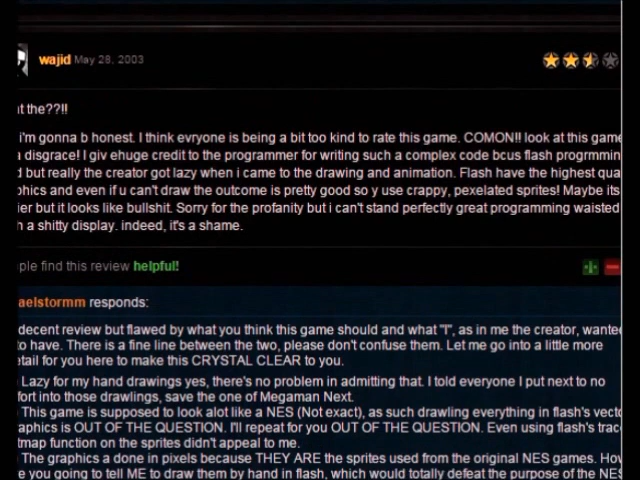 wajid May 28, 2003
t the??!!
i'm gonna b honest. I think evryone is being a bit too kind to rate this game. COMON!! look at this game
disgrace! I giv ehuge credit to the programmer for writing such a complex code bcus flash progrmmin
but really the creator got lazy when i came to the drawing and animation. Flash have the highest qua
phics and even if u can't draw the outcome is pretty good so y use crappy, pexelated sprites! Maybe its
ier but it looks like bullshit. Sorry for the profanity but i can't stand perfectly great programming waisted
h a shitty display. indeed, it's a shame.
ple find this review helpful!
aelstormm responds:
decent review but flawed by what you think this game should and what "I", as in me the creator, wante
o have. There is a fine line between the two, please don't confuse them. Let me go into a little more
etail for you here to make this CRYSTAL CLEAR to you.
Lazy for my hand drawings yes, there's no problem in admitting that. I told everyone I put next to no
fort into those drawlings, save the one of Megaman Next.
This game is supposed to look alot like a NES (Not exact), as such drawling everything in flash's vecto
aphics is OUT OF THE QUESTION. I'll repeat for you OUT OF THE QUESTION. Even using flash's trac
tmap function on the sprites didn't appeal to me.
The graphics a done in pixels because THEY ARE the sprites used from the original NES games. Ho
e you going to tell ME to draw them by hand in flash, which would totally defeat the purpose of the NES